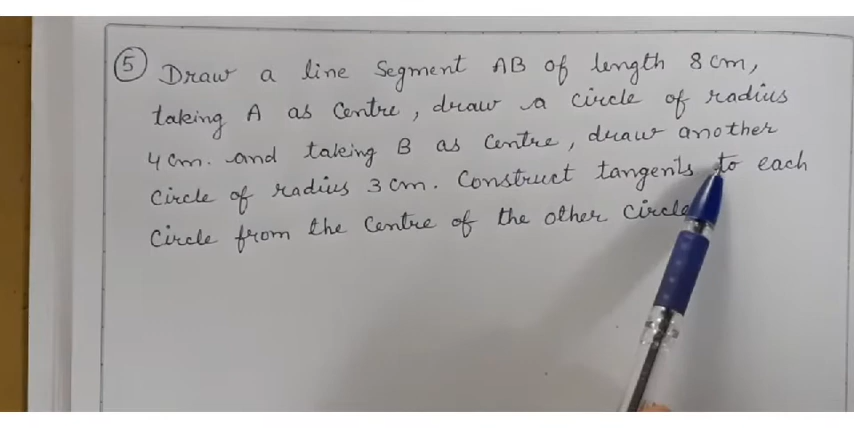 5 Draw a line segment AB of length 8 cm,
taking A as centre, draw a circle of radius
4 cm. and taking B as centre, draw another
circle of radius 3 cm. Construct tangents to each
circle from the centre of the other circle